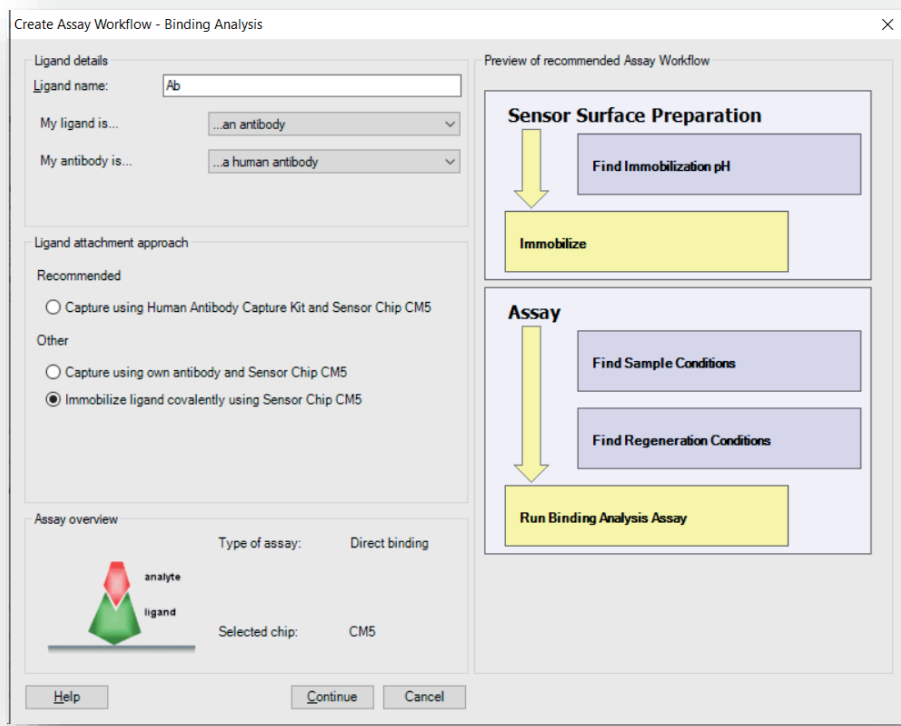 Create Assay Workflow - Binding Analysis
Ligand details
Ligand name: Ab
My ligand is... ...an antibody
My antibody is... ...a human antibody
Ligand attachment approach
Recommended
Capture using Human Antibody Capture Kit and Sensor Chip CM5
Other
Capture using own antibody and Sensor Chip CM5
Immobilize ligand covalently using Sensor Chip CM5
Assay overview
Type of assay: Direct binding
analyte
ligand
Selected chip: CM5
Help Continue Cancel
Preview of recommended Assay Workflow
Sensor Surface Preparation
Find Immobilization pH
Immobilize
Assay
Find Sample Conditions
Find Regeneration Conditions
Run Binding Analysis Assay